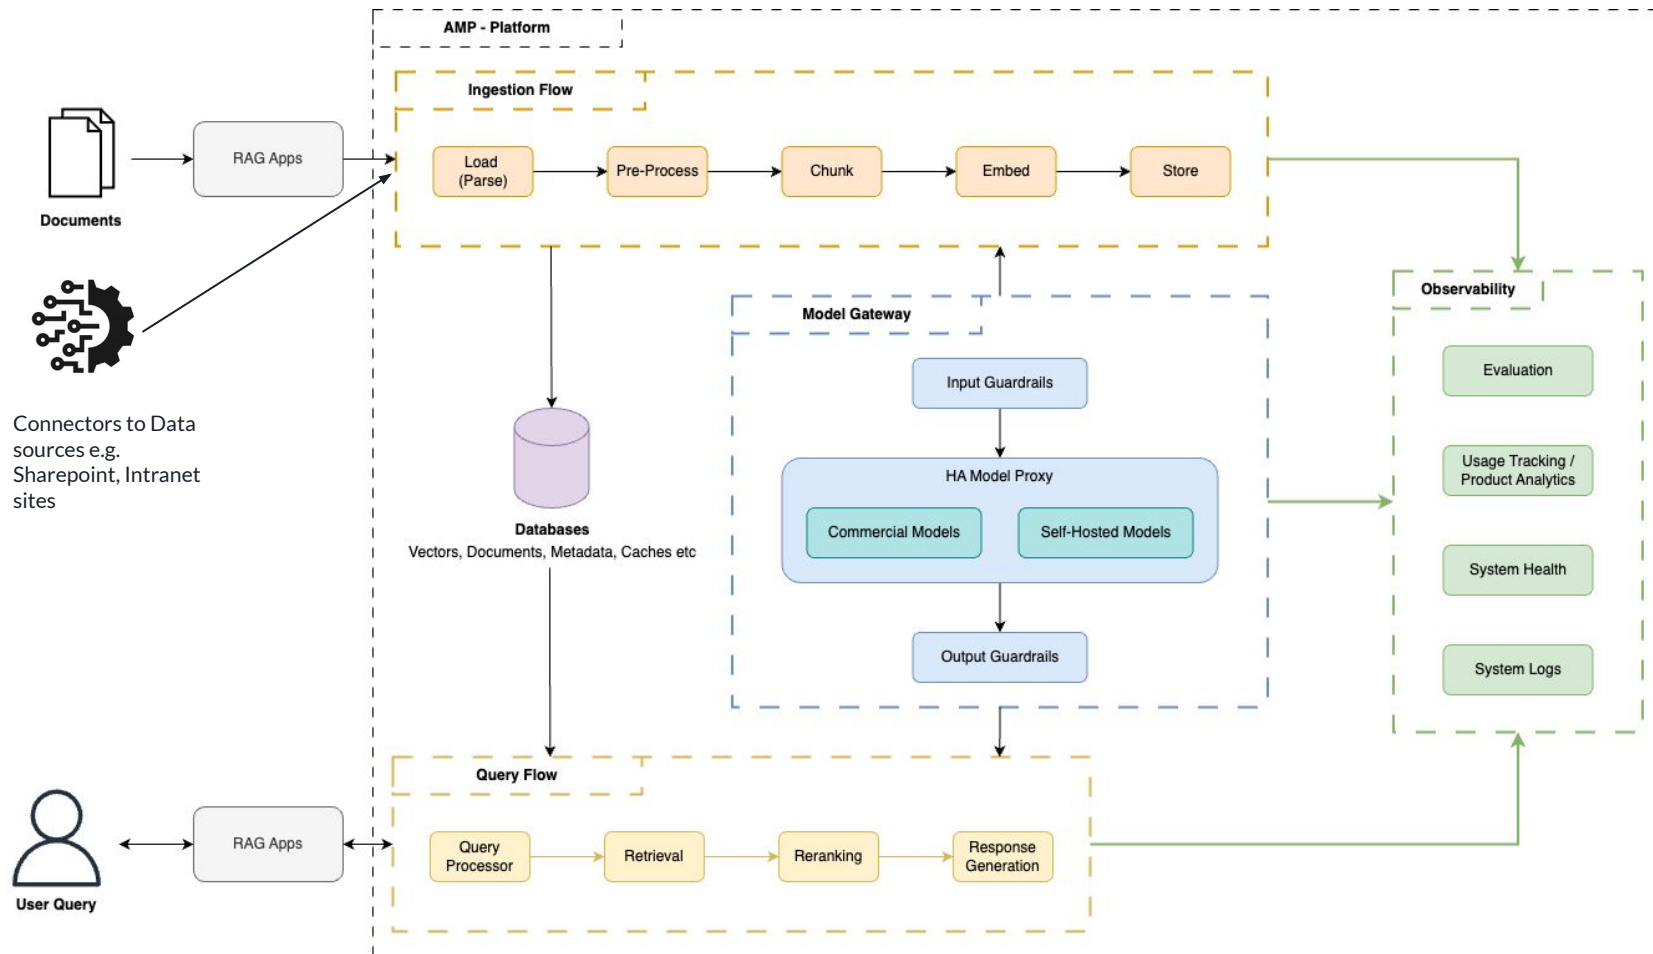 AMP - Platform
Ingestion Flow
Load
(Parse)
Pre-Process
Chunk
Embed
Store
RAG Apps
Documents
Connectors to Data
sources e.g.
Sharepoint, Intranet
sites
Model Gateway
Input Guardrails
HA Model Proxy
Commercial Models
Self-Hosted Models
Output Guardrails
Databases
Vectors, Documents, Metadata, Caches etc
Observability
Evaluation
Usage Tracking /
Product Analytics
System Health
System Logs
Query Flow
Query
Processor
Retrieval
Reranking
Response
Generation
RAG Apps
User Query